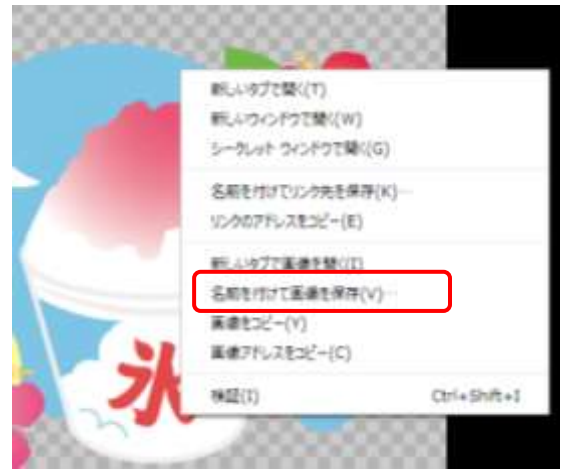 新しいタブで開く(T)
新しいウィンドウで開く(W)
シークレット ウィンドウで開く(G)
名前を付けてリンク先を保存(K)…
リンクのアドレスをコピー(E)
新しいタブで画像を開く(I)
名前を付けて画像を保存(V)…
画像をコピー(Y)
画像アドレスをコピー(C)
検証(I) Ctrl+Shift+I
氷